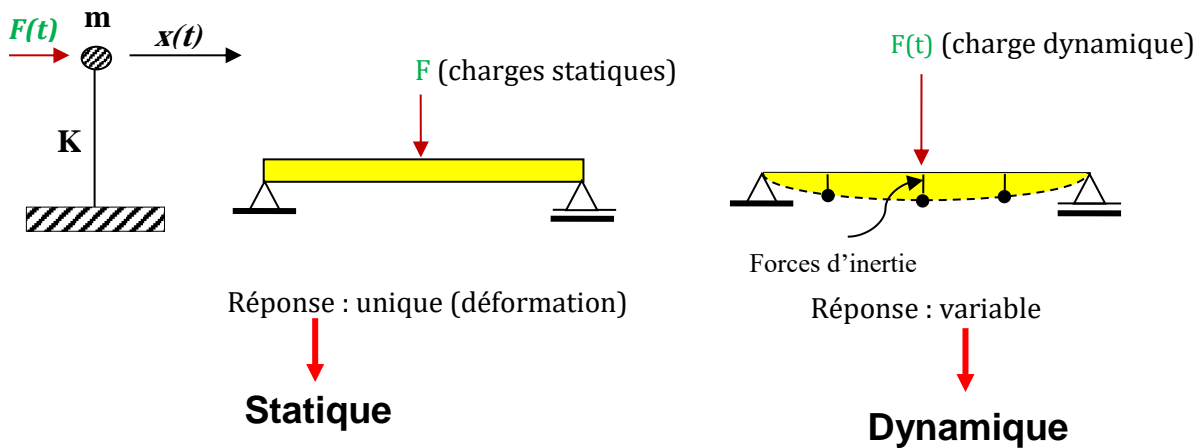 F(t)
m
x(t)
K
F (charges statiques)
Réponse : unique (déformation)
Statique
F(t) (charge dynamique)
Forces d’inertie
Réponse : variable
Dynamique